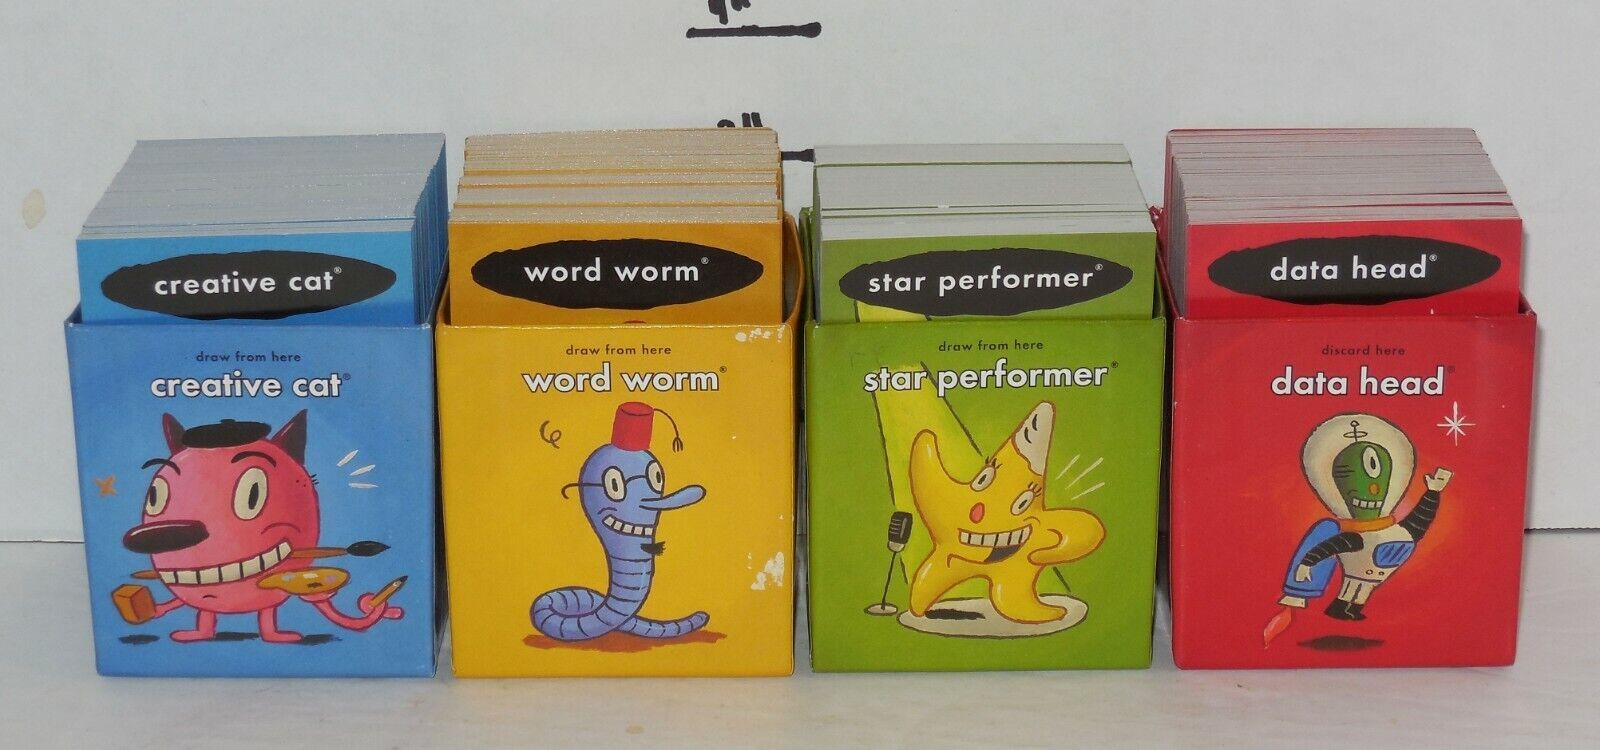 9"
creative cat®
word worm®
star performer®
data head®
draw from here
creative cat®
draw from here
word worm®
draw from here
star performer®
discard here
data head®